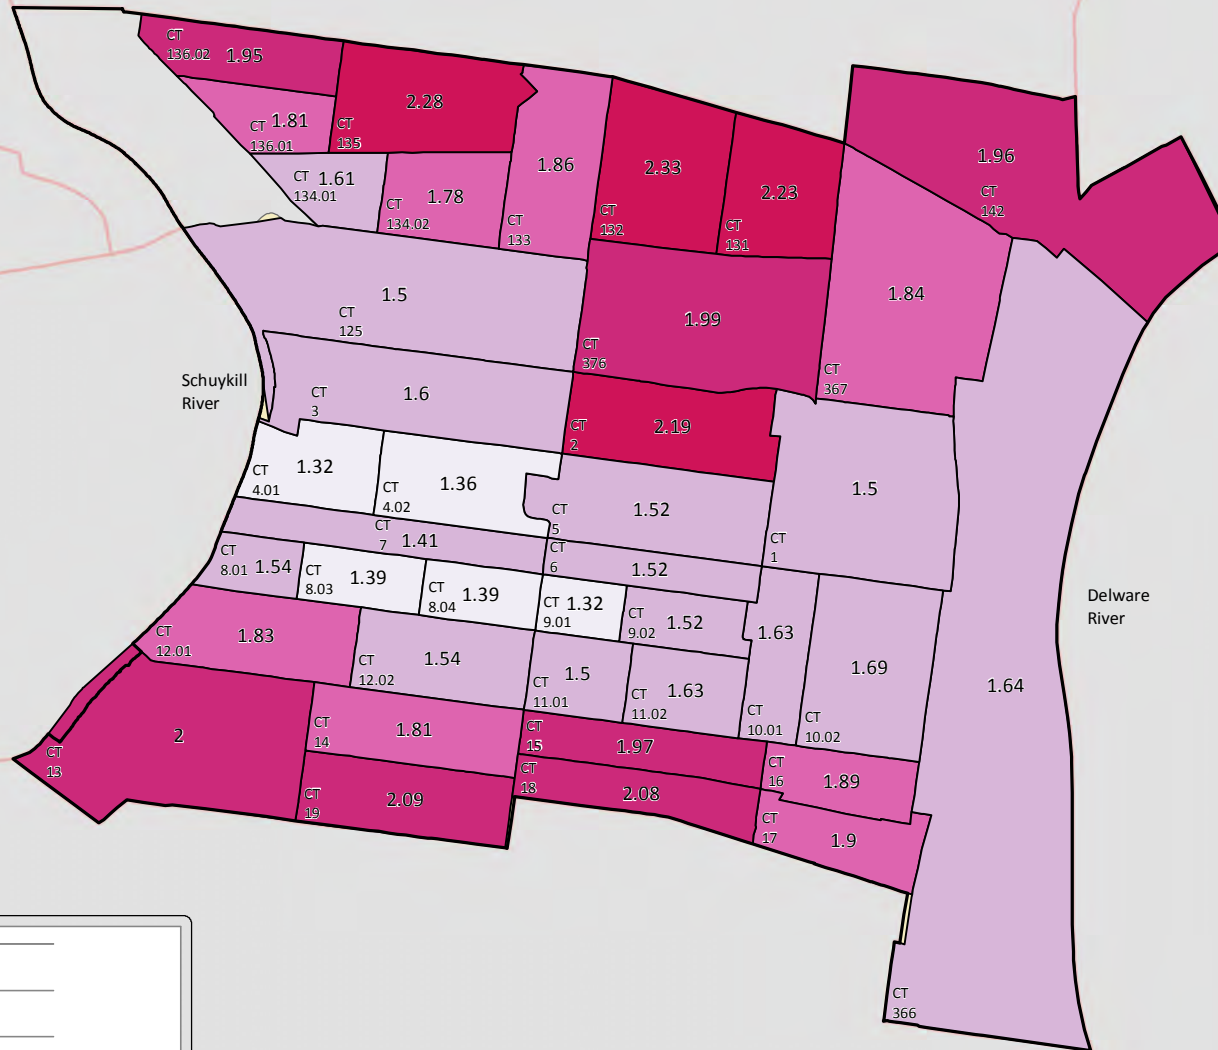 CT
136.02 1.95
CT 1.81
136.01
CT
135
2.28
CT 1.61
134.01
CT 1.78
134.02
1.86
CT
133
2.33
CT
132
2.23
CT
131
1.96
CT
142
1.84
CT
367
1.5
CT
125
1.99
CT
376
Schuykill
River
CT
3
1.6
CT
2
2.19
CT
4.01
1.32
CT
4.02
1.36
CT
5
1.52
1.5
CT
1
CT
7 1.41
CT
6
1.52
CT
8.01 1.54
CT
8.03
1.39
CT
8.04
1.39
CT 1.32
9.01
CT
9.02
1.52
1.63
CT
10.01
1.69
CT
10.02
Delware
River
CT
12.01
1.83
CT
12.02
1.54
CT
11.01
1.5
CT
11.02
1.63
1.64
2
CT
13
CT
14
1.81
CT
15
1.97
CT
16
1.89
CT
19
2.09
CT
18
2.08
CT
17
1.9
CT
366